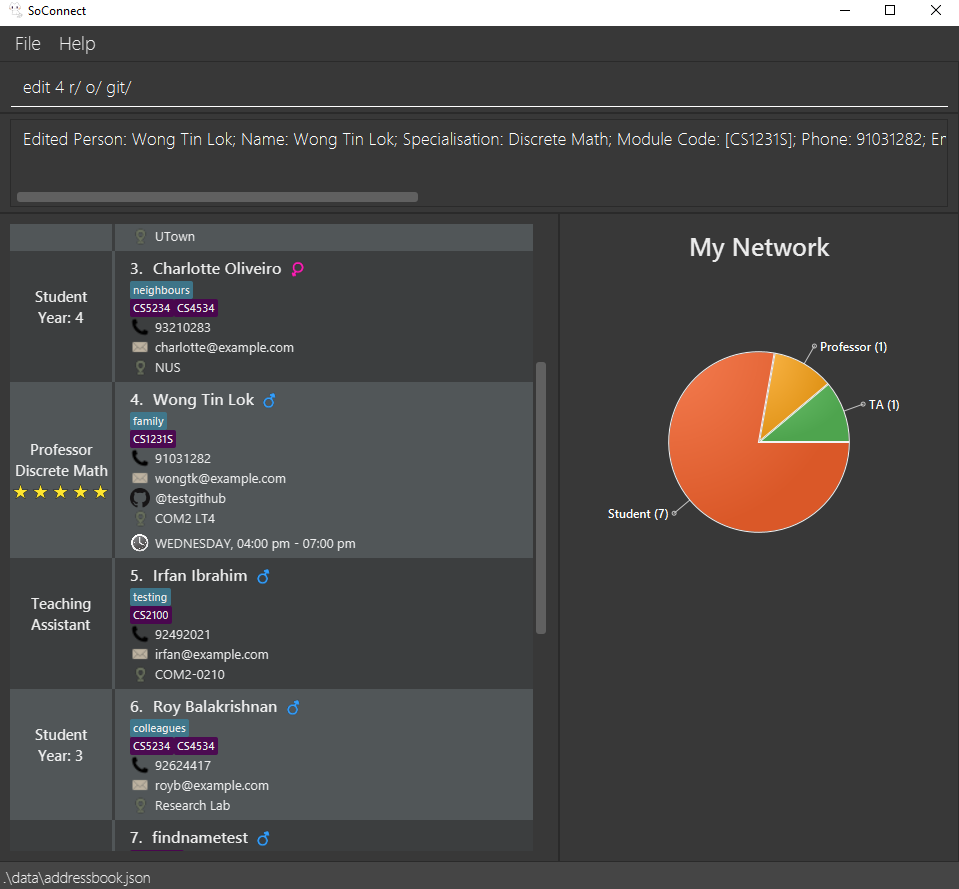 SoConnect
File Help
edit 4 r/ o/ git/
Edited Person: Wong Tin Lok; Name: Wong Tin Lok; Specialisation: Discrete Math; Module Code: [CS1231S]; Phone: 91031282; Er
UTown
Student
Year: 4
3. Charlotte Oliveiro
neighbours
CS5234 CS4534
93210283
charlotte@example.com
NUS
Professor
Discrete Math
4. Wong Tin Lok
family
CS1231S
91031282
wongtk@example.com
@testgithub
COM2 LT4
WEDNESDAY, 04:00 pm - 07:00 pm
Teaching
Assistant
5. Irfan Ibrahim
testing
CS2100
92492021
irfan@example.com
COM2-0210
Student
Year: 3
6. Roy Balakrishnan
colleagues
CS5234 CS4534
92624417
royb@example.com
Research Lab
7. findnametest
My Network
Professor (1)
TA (1)
Student (7)
.\data\addressbook.json